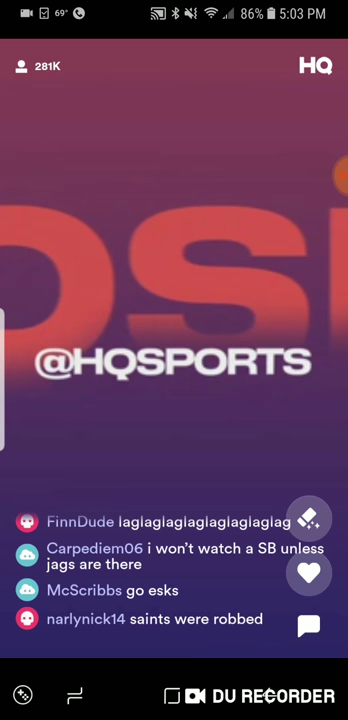 69° 86% 5:03 PM
281K HQ
osi
@HQSPORTS
FinnDude laglaglaglaglaglaglaglag
Carpediem06 i won't watch a SB unless
jags are there
McScribbs go esks
narlynick14 saints were robbed
DU RECORDER